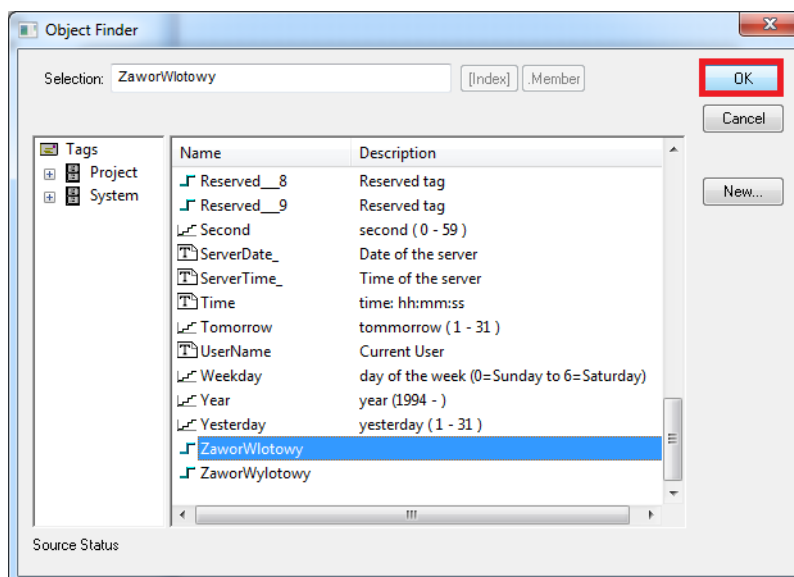 Object Finder
Selection: ZaworWlotowy [Index] .Member OK
Cancel
New...
Tags
Project
System
Name Description
Reserved__8 Reserved tag
Reserved__9 Reserved tag
Second second ( 0 - 59 )
ServerDate_ Date of the server
ServerTime_ Time of the server
Time time: hh:mm:ss
Tomorrow tommorrow ( 1 - 31 )
UserName Current User
Weekday day of the week (0=Sunday to 6=Saturday)
Year year (1994 - )
Yesterday yesterday ( 1 - 31 )
ZaworWlotowy
ZaworWylotowy
Source Status